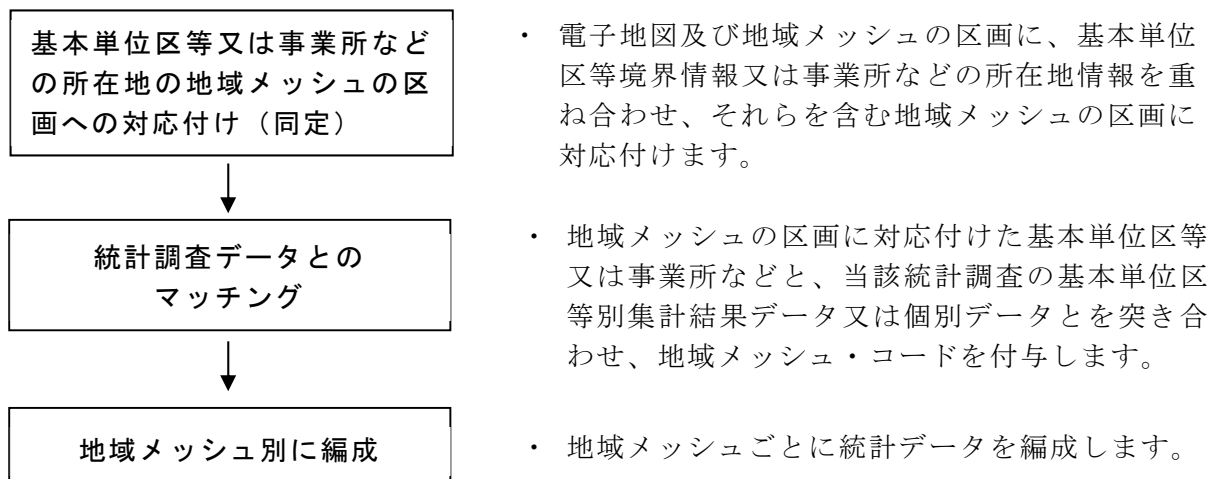 基本単位区等又は事業所など
の所在地の地域メッシュの区
画への対応付け（同定）
・ 電子地図及び地域メッシュの区画に、基本単位
区等境界情報又は事業所などの所在地情報を重
ね合わせ、それらを含む地域メッシュの区画に
対応付けます。
統計調査データとの
マッチング
・ 地域メッシュの区画に対応付けた基本単位区等
又は事業所などと、当該統計調査の基本単位区
等別集計結果データ又は個別データとを突き合
わせ、地域メッシュ・コードを付与します。
地域メッシュ別に編成
・ 地域メッシュごとに統計データを編成します。